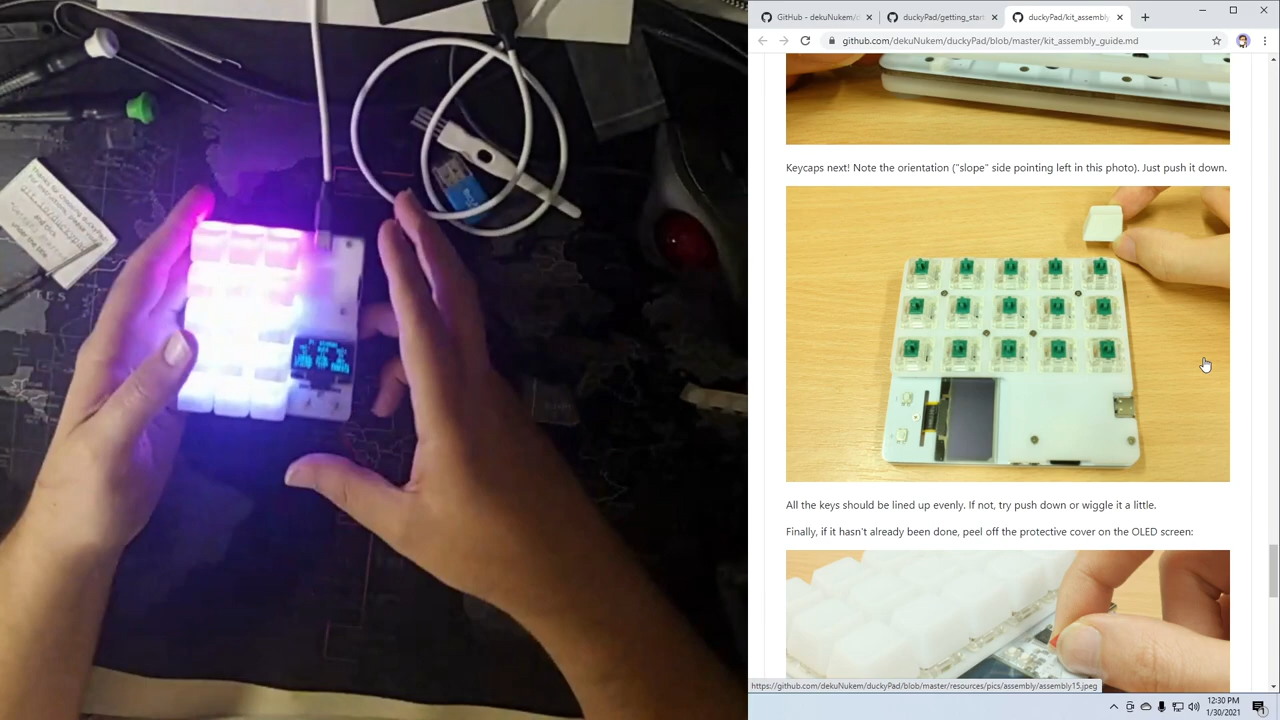 GitHub - dekuNukem/d
duckyPad/getting_star
duckyPad/kit_assembly
github.com/dekuNukem/duckyPad/blob/master/kit_assembly_guide.md
Keycaps next! Note the orientation ("slope" side pointing left in this photo). Just push it down.
All the keys should be lined up evenly. If not, try push down or wiggle it a little.
Finally, if it hasn't already been done, peel off the protective cover on the OLED screen:
https://github.com/dekuNukem/duckyPad/blob/master/resources/pics/assembly/assembly15.jpeg
12:30 PM
1/30/2021